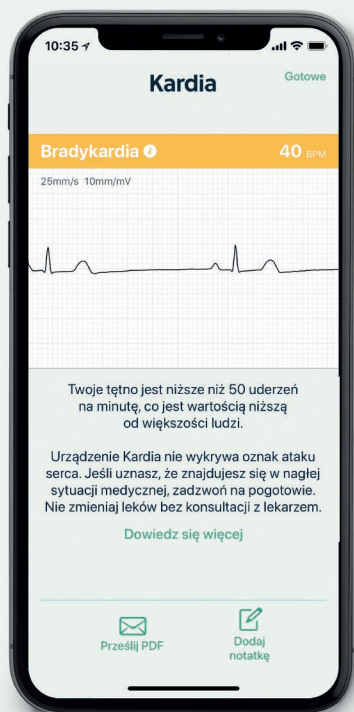 10:35
Kardia
Gotowe
Bradykardia
40 BPM
25mm/s 10mm/mV
Twoje tętno jest niższe niż 50 uderzeń
na minutę, co jest wartością niższą
od większości ludzi.
Urządzenie Kardia nie wykrywa oznak ataku
serca. Jeśli uznasz, że znajdujesz się w nagłej
sytuacji medycznej, zadzwoń na pogotowie.
Nie zmieniaj leków bez konsultacji z lekarzem.
Dowiedz się więcej
Prześlij PDF
Dodaj
notatkę